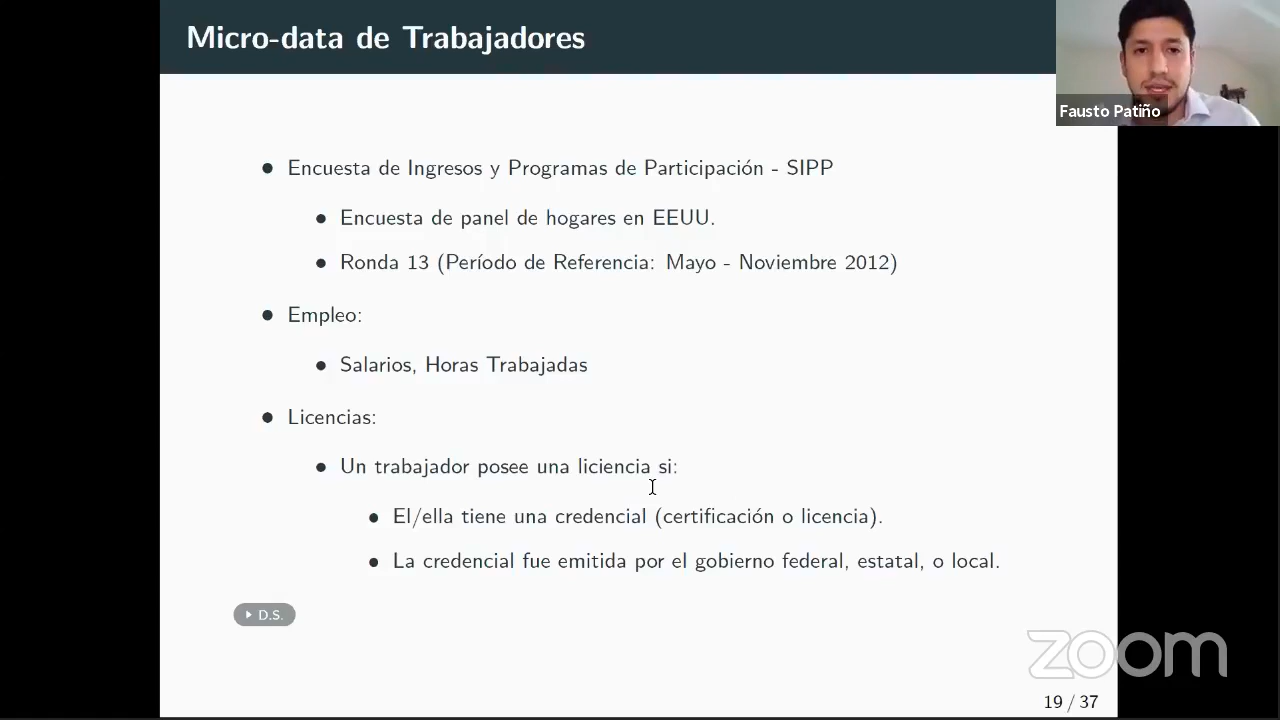 Micro-data de Trabajadores
Fausto Patiño
• Encuesta de Ingresos y Programas de Participación - SIPP
• Encuesta de panel de hogares en EEUU.
• Ronda 13 (Período de Referencia: Mayo - Noviembre 2012)
• Empleo:
• Salarios, Horas Trabajadas
• Licencias:
• Un trabajador posee una liciencia si:
• El/ella tiene una credencial (certificación o licencia).
• La credencial fue emitida por el gobierno federal, estatal, o local.
D.S.
zoom
19 / 37